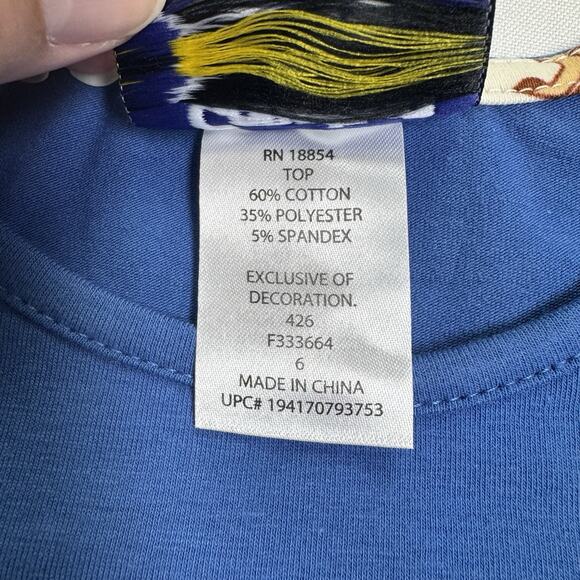 RN 18854
TOP
60% COTTON
35% POLYESTER
5% SPANDEX
EXCLUSIVE OF
DECORATION.
426
F333664
6
MADE IN CHINA
UPC# 194170793753